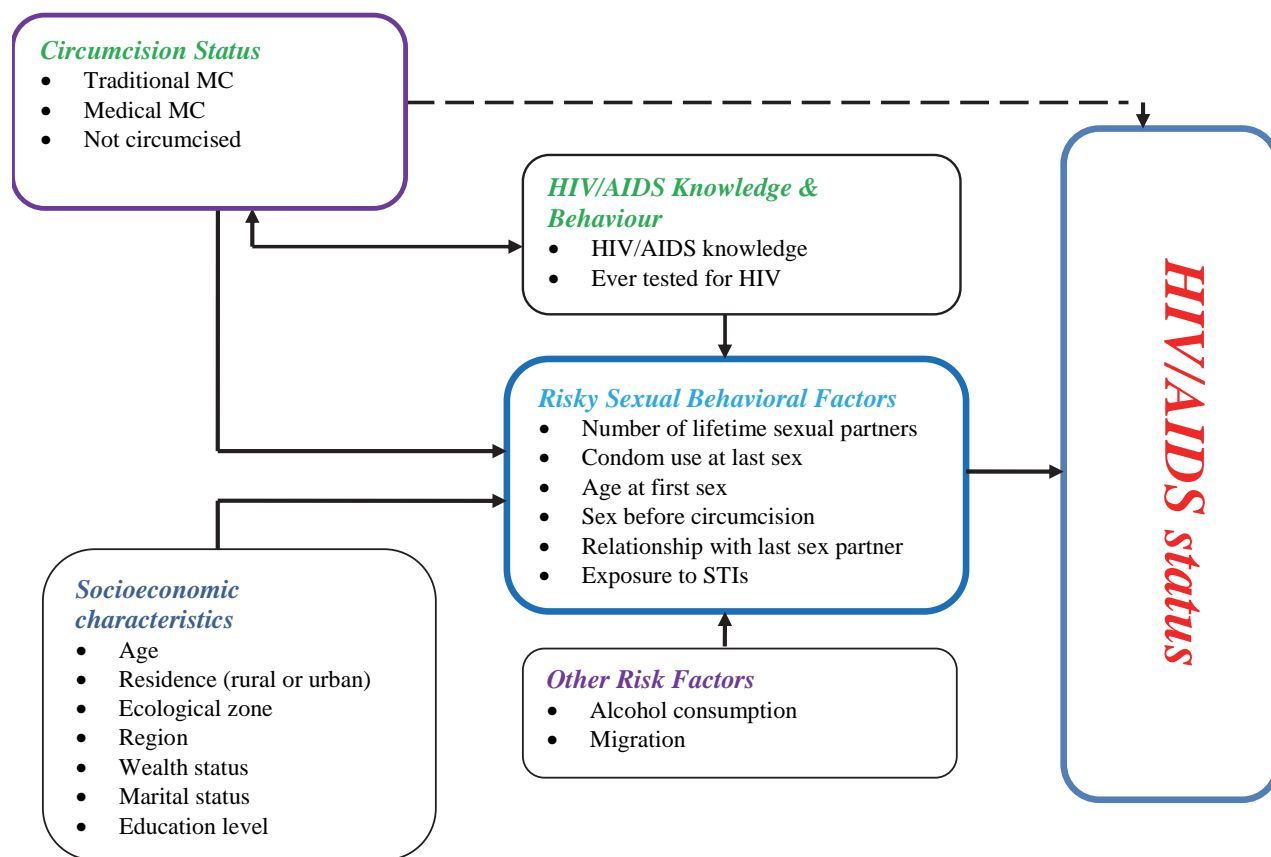 Circumcision Status
• Traditional MC
• Medical MC
• Not circumcised
HIV/AIDS Knowledge &
Behaviour
• HIV/AIDS knowledge
• Ever tested for HIV
Risky Sexual Behavioral Factors
• Number of lifetime sexual partners
• Condom use at last sex
• Age at first sex
• Sex before circumcision
• Relationship with last sex partner
• Exposure to STIs
Socioeconomic
characteristics
• Age
• Residence (rural or urban)
• Ecological zone
• Region
• Wealth status
• Marital status
• Education level
Other Risk Factors
• Alcohol consumption
• Migration
HIV/AIDS status